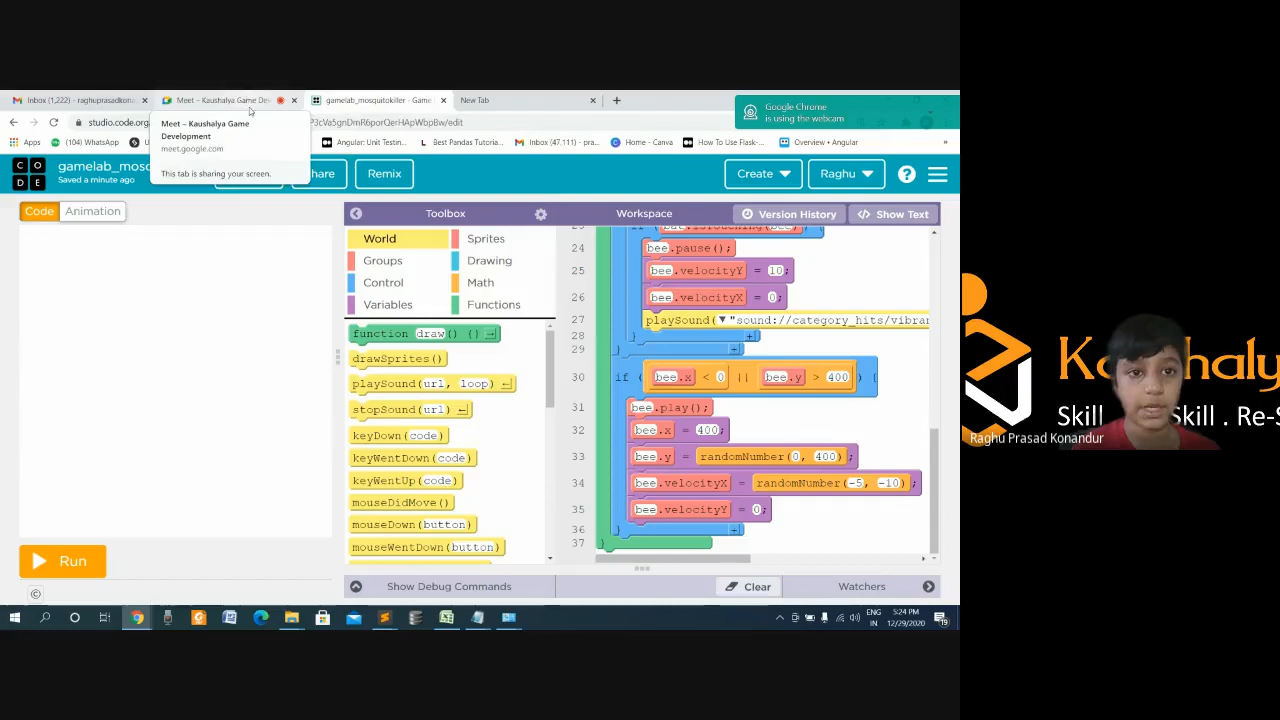 Inbox (1,222) - raghuprasadkona
Meet – Kaushalya Game Dev
gamelab_mosquitokiller - Game
New Tab
Google Chrome
is using the webcam
studio.code.org
P3cVa5gnDmR6porQerHApWbpBw/edit
Meet – Kaushalya Game
Development
meet.google.com
This tab is sharing your screen.
Apps
(104) WhatsApp
Angular: Unit Testin
Best Pandas Tutoria...
Inbox (47,111) - pra...
Home - Canva
How To Use Flask-...
Overview • Angular
»
C O
D E
gamelab_mosq
Saved a minute ago
hare
Remix
Create
Raghu
?
Code
Animation
Toolbox
Workspace
Version History
</> Show Text
World
Sprites
Groups
Drawing
Control
Math
Variables
Functions
function draw() {}
drawSprites()
playSound(url, loop)
stopSound(url)
keyDown(code)
keyWentDown(code)
keyWentUp(code)
mouseDidMove()
mouseDown(button)
mouseWentDown(button)
24 bee.pause();
25 bee.velocityY = 10;
26 bee.velocityX = 0;
27 playSound( "sound://category_hits/vibran
28 }
29 }
30 if (bee.x < 0 || bee.y > 400) {
31 bee.play();
32 bee.x = 400;
33 bee.y = randomNumber(0, 400);
34 bee.velocityX = randomNumber(-5, -10);
35 bee.velocityY = 0;
36 }
37 }
Run
©
Show Debug Commands
Clear
Watchers
ENG
IN
5:24 PM
12/29/2020
19
Kaushaly
Skill . Skill . Re-S
Raghu Prasad Konandur